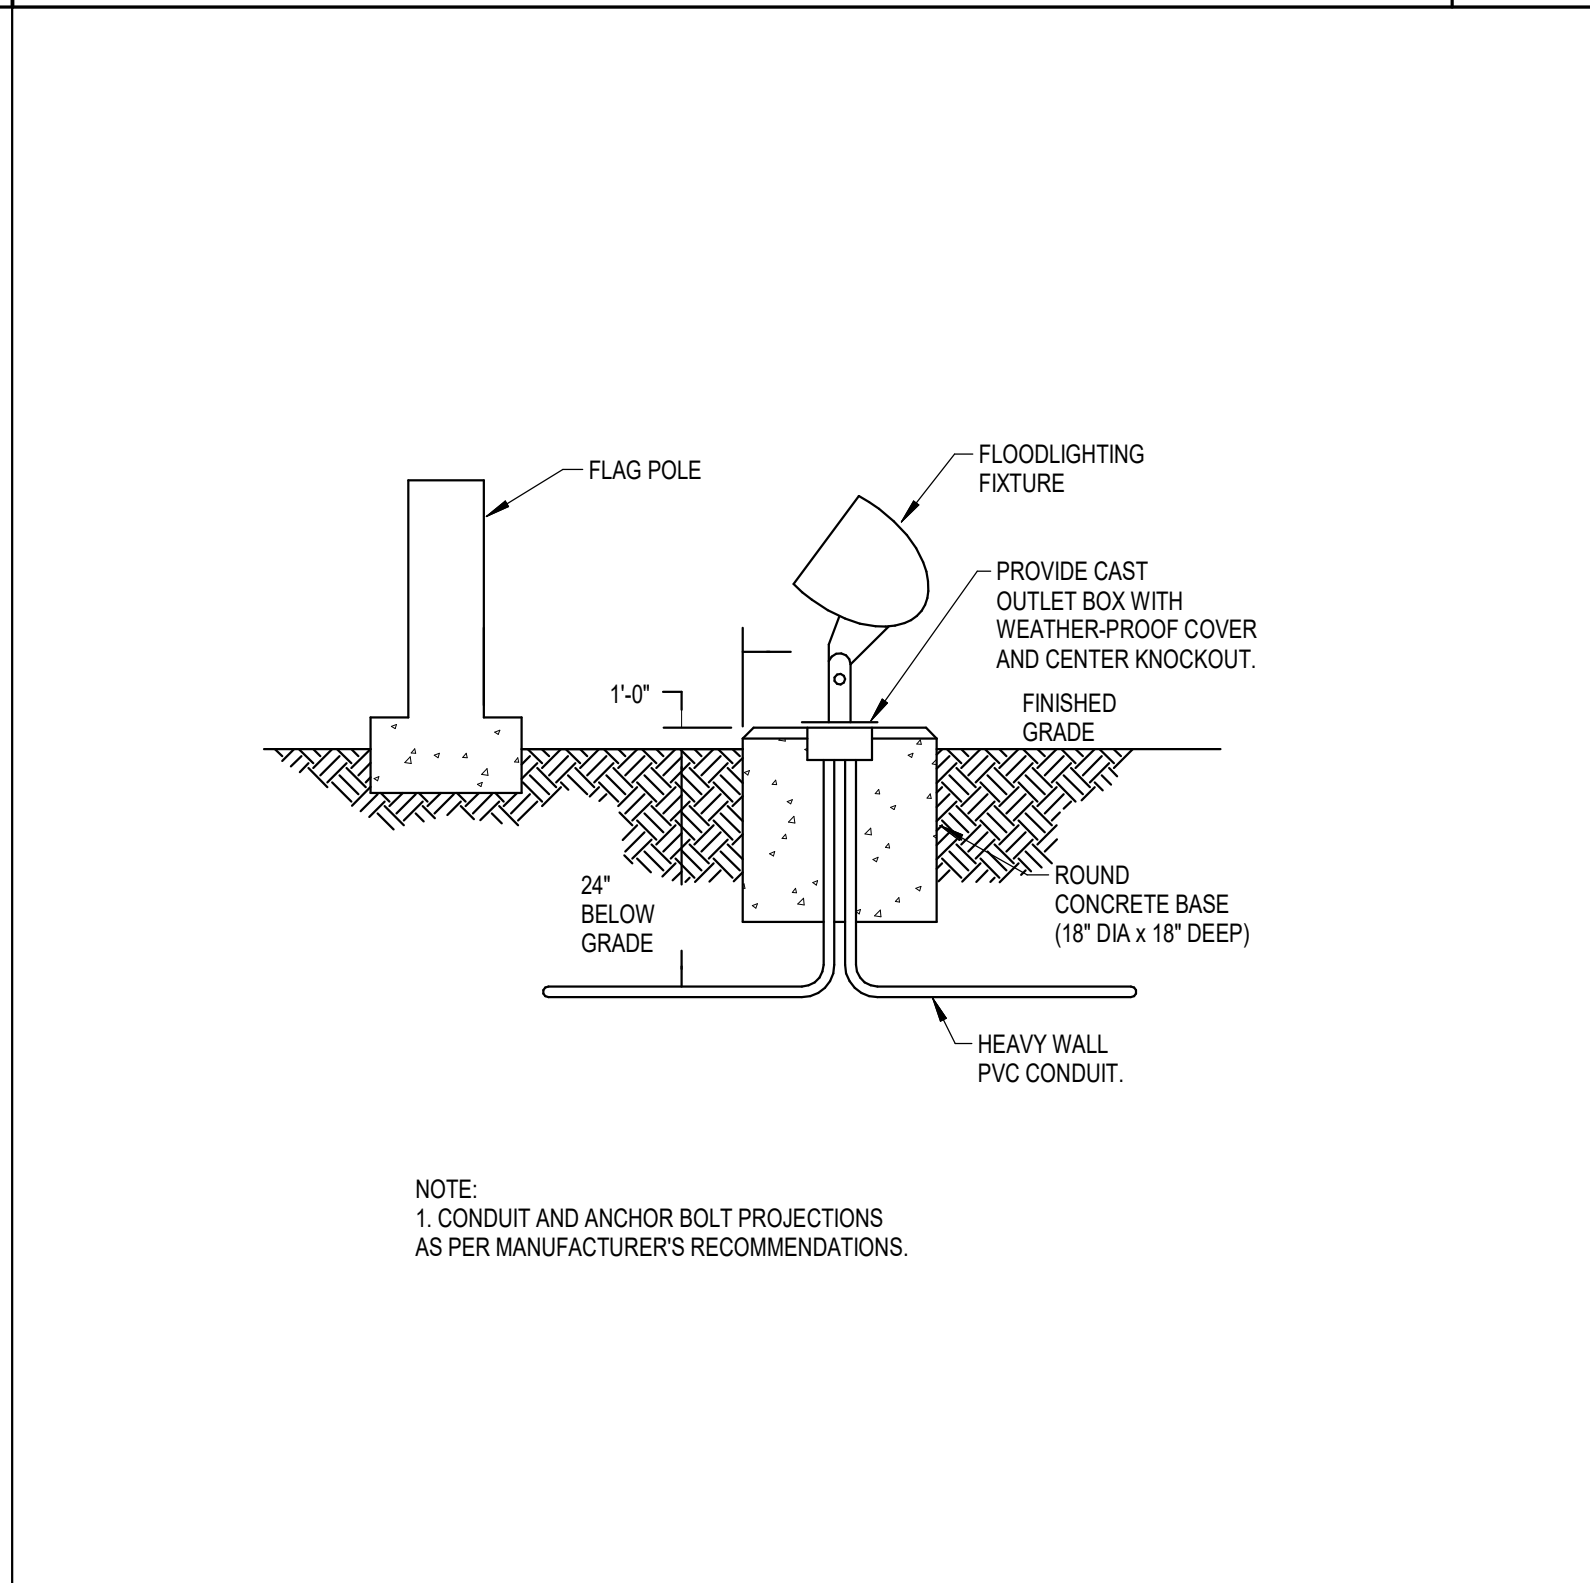 FLAG POLE
FLOODLIGHTING
FIXTURE
PROVIDE CAST
OUTLET BOX WITH
WEATHER-PROOF COVER
AND CENTER KNOCKOUT.
1'-0"
FINISHED
GRADE
24"
BELOW
GRADE
ROUND
CONCRETE BASE
(18" DIA x 18" DEEP)
HEAVY WALL
PVC CONDUIT.
NOTE:
1. CONDUIT AND ANCHOR BOLT PROJECTIONS
AS PER MANUFACTURER'S RECOMMENDATIONS.